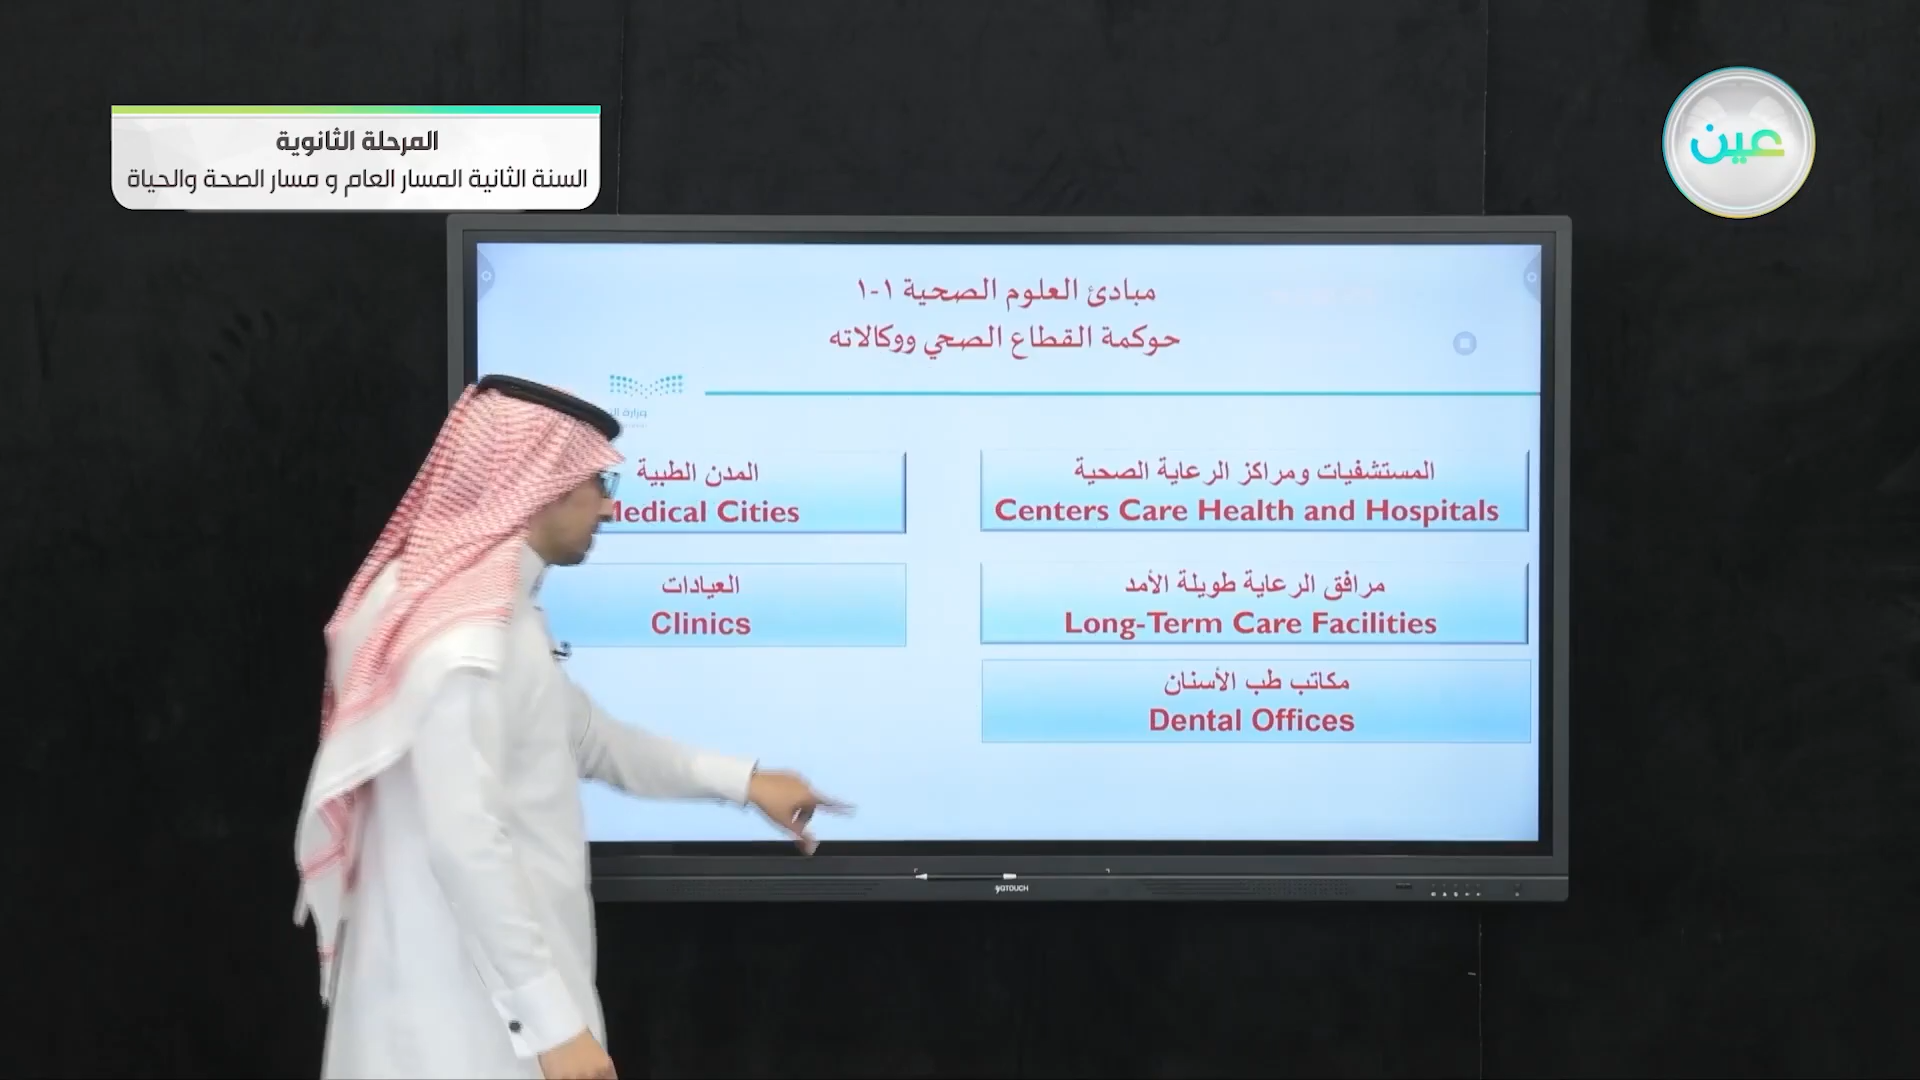 المرحلة الثانوية
السنة الثانية المسار العام و مسار الصحة والحياة
عين
مبادئ العلوم الصحية ١-١
حوكمة القطاع الصحي ووكالاته
وزارة
المستشفيات ومراكز الرعاية الصحية
Centers Care Health and Hospitals
المدن الطبية
Medical Cities
مرافق الرعاية طويلة الأمد
Long-Term Care Facilities
العيادات
Clinics
مكاتب طب الأسنان
Dental Offices